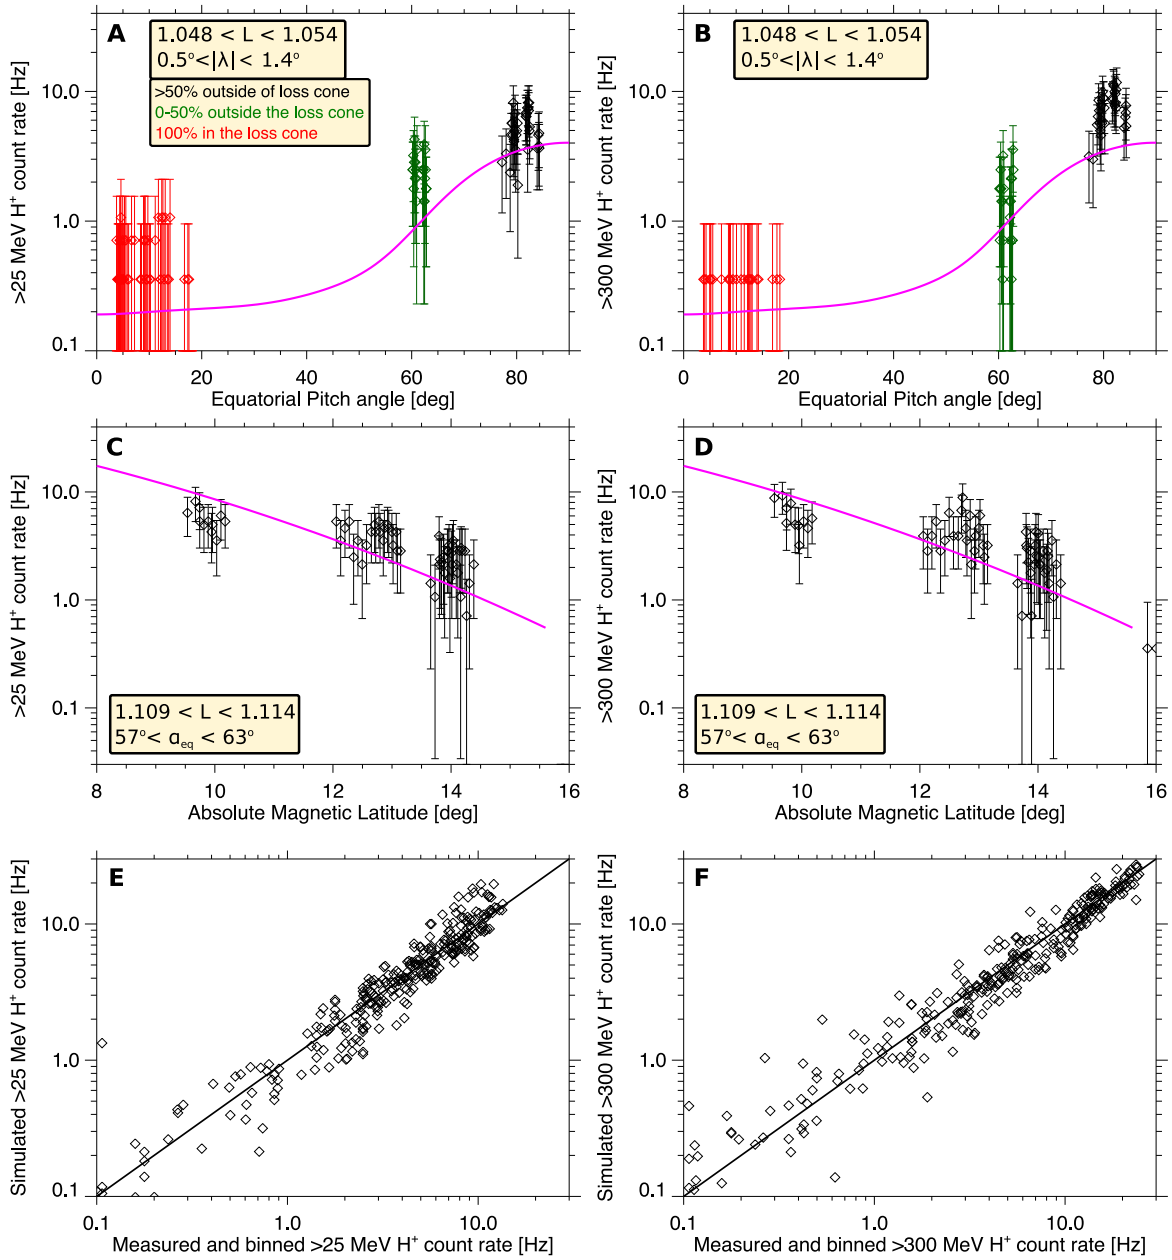 A
1.048 < L < 1.054
0.5°<|λ| < 1.4°
>50% outside of loss cone
0-50% outside the loss cone
100% in the loss cone
>25 MeV H⁺ count rate [Hz]
10.0
1.0
0.1
0 20 40 60 80
Equatorial Pitch angle [deg]
B
1.048 < L < 1.054
0.5°<|λ| < 1.4°
>300 MeV H⁺ count rate [Hz]
10.0
1.0
0.1
0 20 40 60 80
Equatorial Pitch angle [deg]
C
>25 MeV H⁺ count rate [Hz]
10.0
1.0
0.1
1.109 < L < 1.114
57°< α_eq < 63°
8 10 12 14 16
Absolute Magnetic Latitude [deg]
D
>300 MeV H⁺ count rate [Hz]
10.0
1.0
0.1
1.109 < L < 1.114
57°< α_eq < 63°
8 10 12 14 16
Absolute Magnetic Latitude [deg]
E
Simulated >25 MeV H⁺ count rate [Hz]
10.0
1.0
0.1
0.1 1.0 10.0
Measured and binned >25 MeV H⁺ count rate [Hz]
F
Simulated >300 MeV H⁺ count rate [Hz]
10.0
1.0
0.1
0.1 1.0 10.0
Measured and binned >300 MeV H⁺ count rate [Hz]